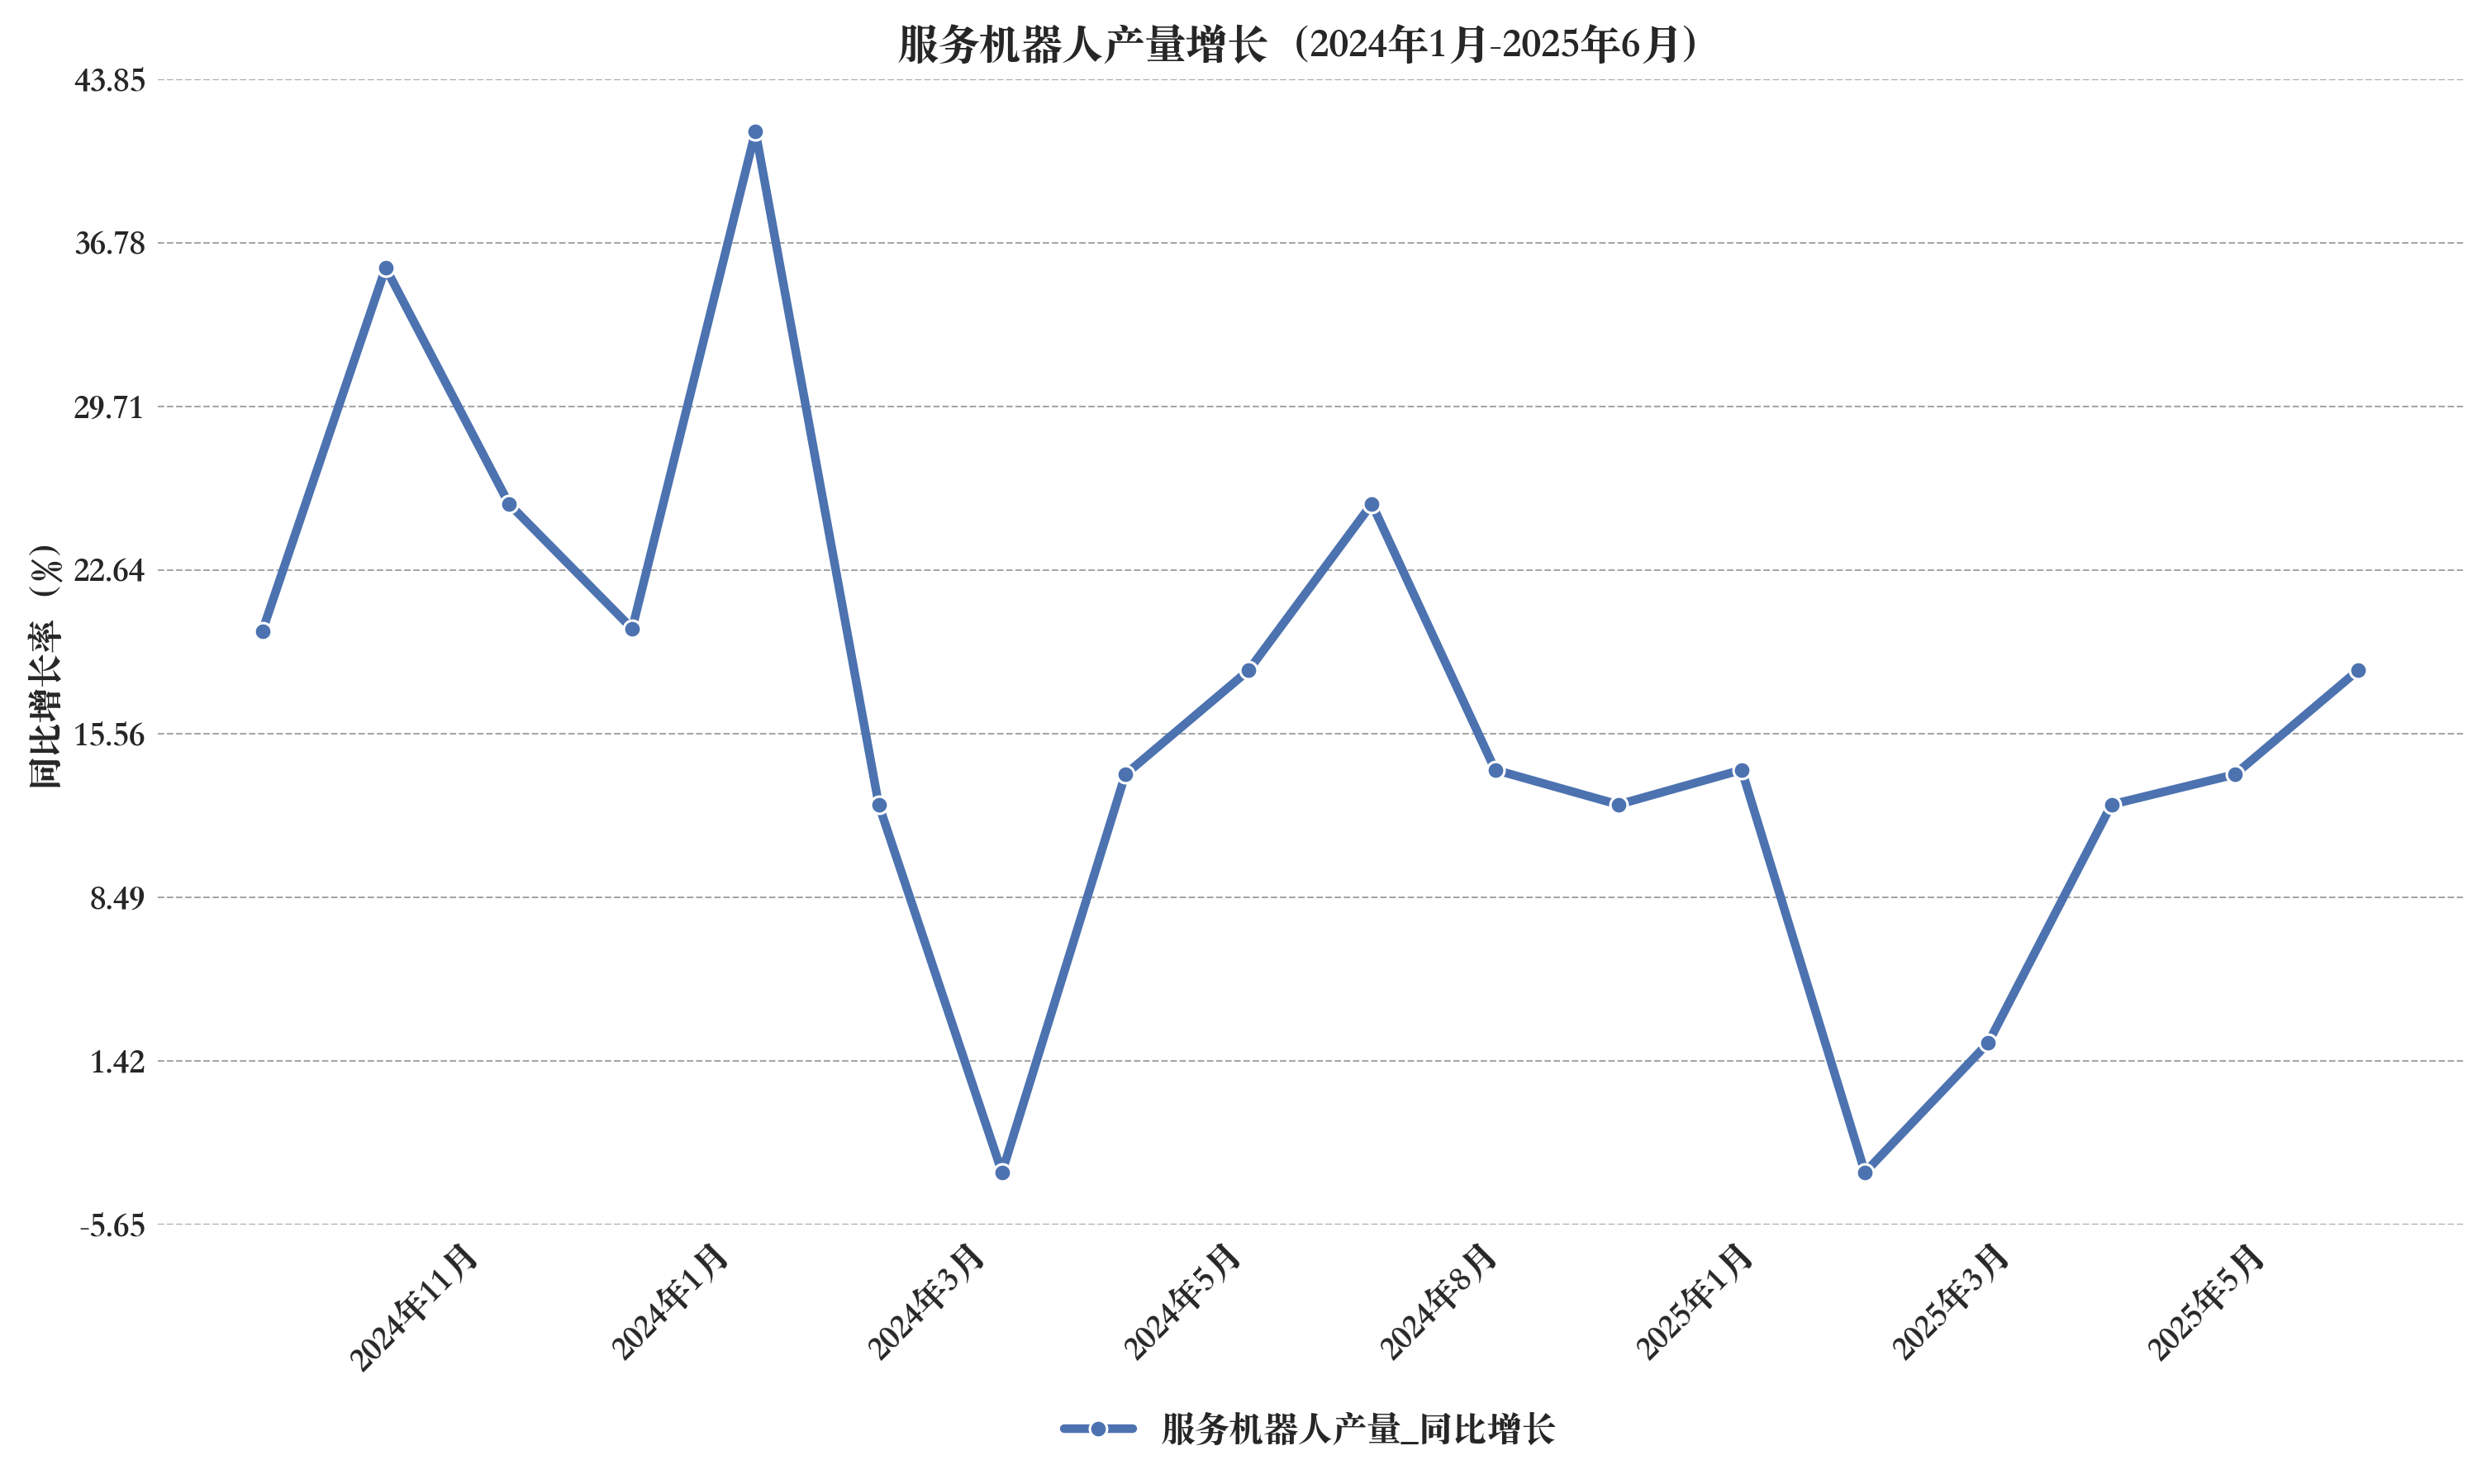 服务机器人产量增长（2024年1月-2025年6月）
43.85
36.78
29.71
22.64
15.56
8.49
1.42
-5.65
同比增长率（%）
2024年11月
2024年1月
2024年3月
2024年5月
2024年8月
2025年1月
2025年3月
2025年5月
服务机器人产量_同比增长